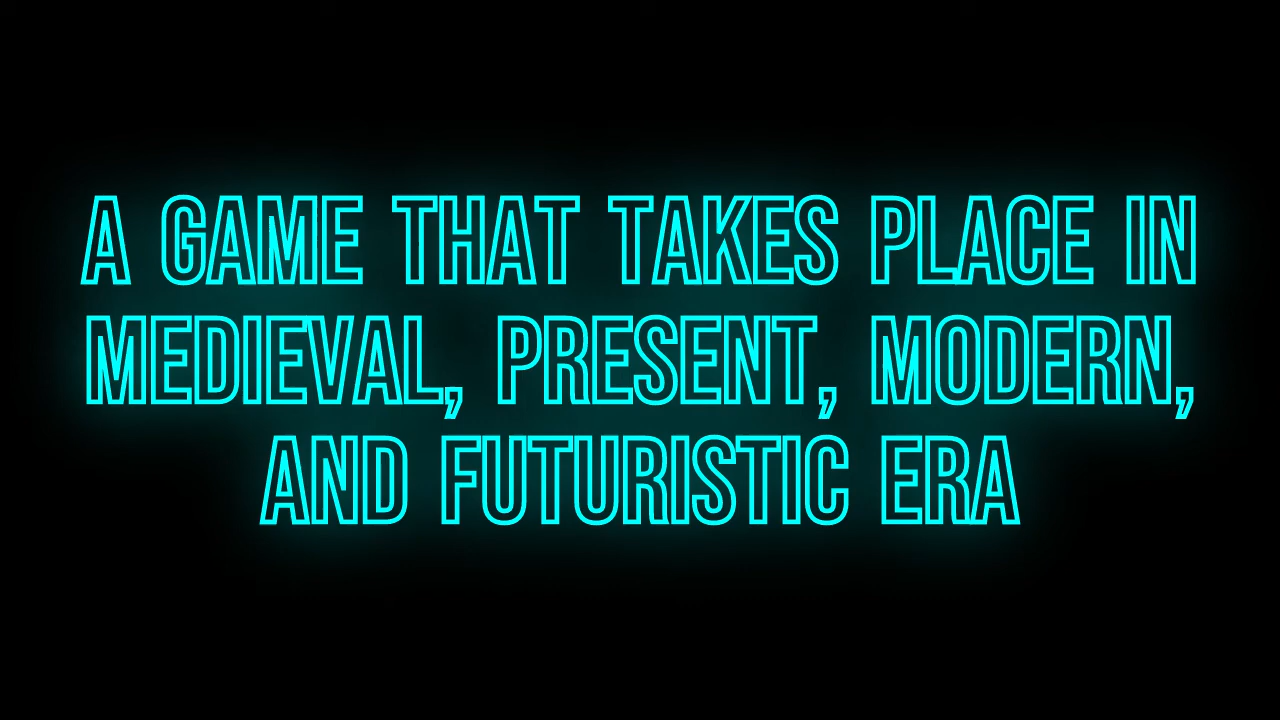 A GAME THAT TAKES PLACE IN
MEDIEVAL, PRESENT, MODERN,
AND FUTURISTIC ERA